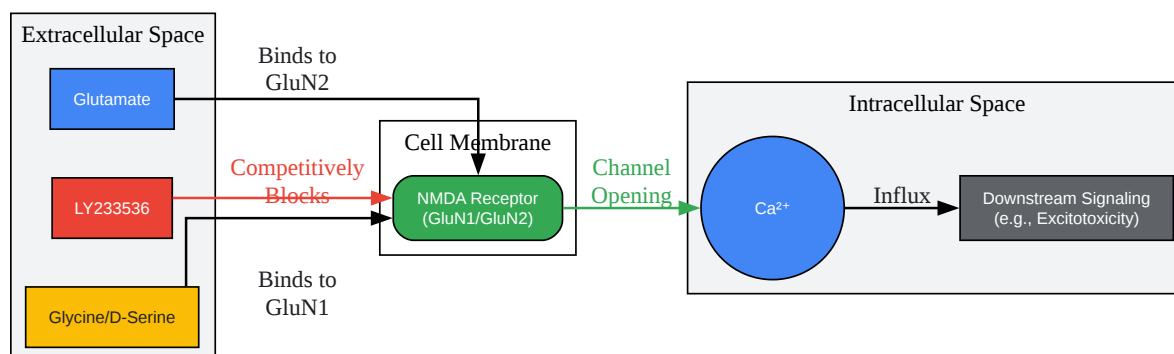 Extracellular Space
Glutamate
LY233536
Glycine/D-Serine
Binds to
GluN2
Competitively
Blocks
Binds to
GluN1
Cell Membrane
NMDA Receptor
(GluN1/GluN2)
Channel
Opening
Intracellular Space
Ca²⁺
Influx
Downstream Signaling
(e.g., Excitotoxicity)